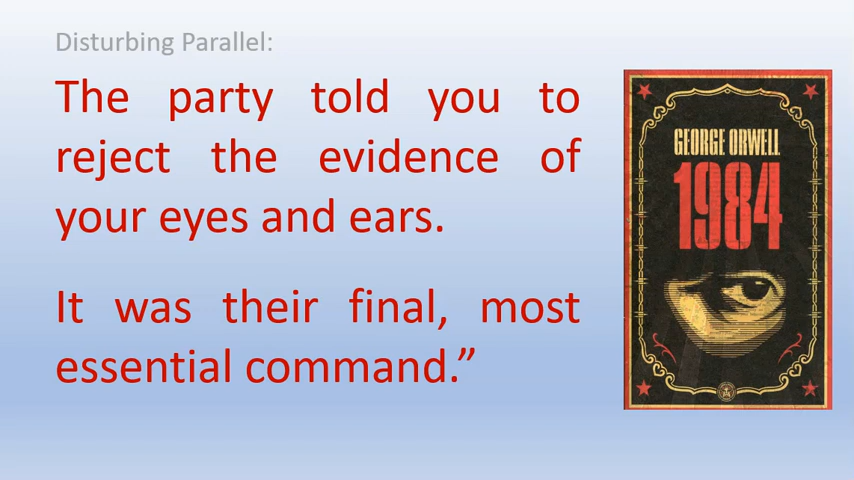 Disturbing Parallel:
The party told you to
reject the evidence of
your eyes and ears.
It was their final, most
essential command.”
GEORGE ORWELL
1984